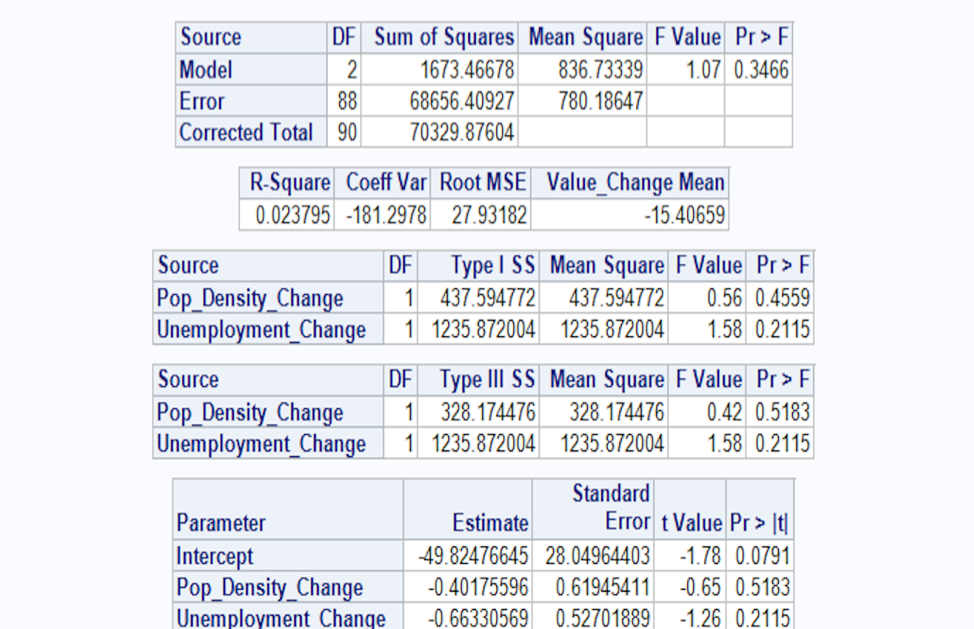 Source DF Sum of Squares Mean Square F Value Pr > F
Model 2 1673.46678 836.73339 1.07 0.3466
Error 88 68656.40927 780.18647
Corrected Total 90 70329.87604
R-Square Coeff Var Root MSE Value_Change Mean
0.023795 -181.2978 27.93182 -15.40659
Source DF Type I SS Mean Square F Value Pr > F
Pop_Density_Change 1 437.594772 437.594772 0.56 0.4559
Unemployment_Change 1 1235.872004 1235.872004 1.58 0.2115
Source DF Type III SS Mean Square F Value Pr > F
Pop_Density_Change 1 328.174476 328.174476 0.42 0.5183
Unemployment_Change 1 1235.872004 1235.872004 1.58 0.2115
Parameter Estimate Standard Error t Value Pr > |t|
Intercept -49.82476645 28.04964403 -1.78 0.0791
Pop_Density_Change -0.40175596 0.61945411 -0.65 0.5183
Unemployment_Change -0.66330569 0.52701889 -1.26 0.2115